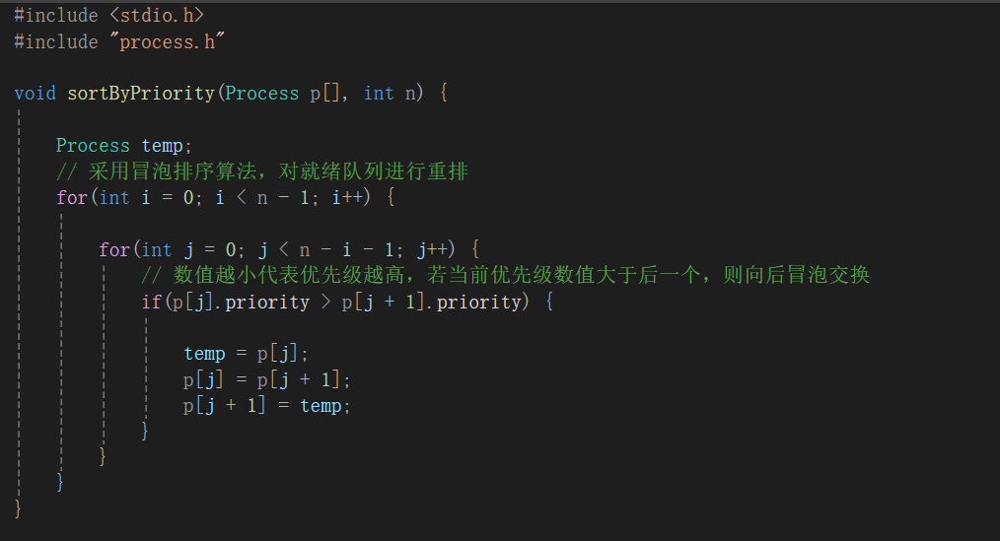 #include <stdio.h>
#include "process.h"
void sortByPriority(Process p[], int n) {
Process temp;
// 采用冒泡排序算法，对就绪队列进行重排
for(int i = 0; i < n - 1; i++) {
for(int j = 0; j < n - i - 1; j++) {
// 数值越小代表优先级越高，若当前优先级数值大于后一个，则向后冒泡交换
if(p[j].priority > p[j + 1].priority) {
temp = p[j];
p[j] = p[j + 1];
p[j + 1] = temp;
}
}
}
}